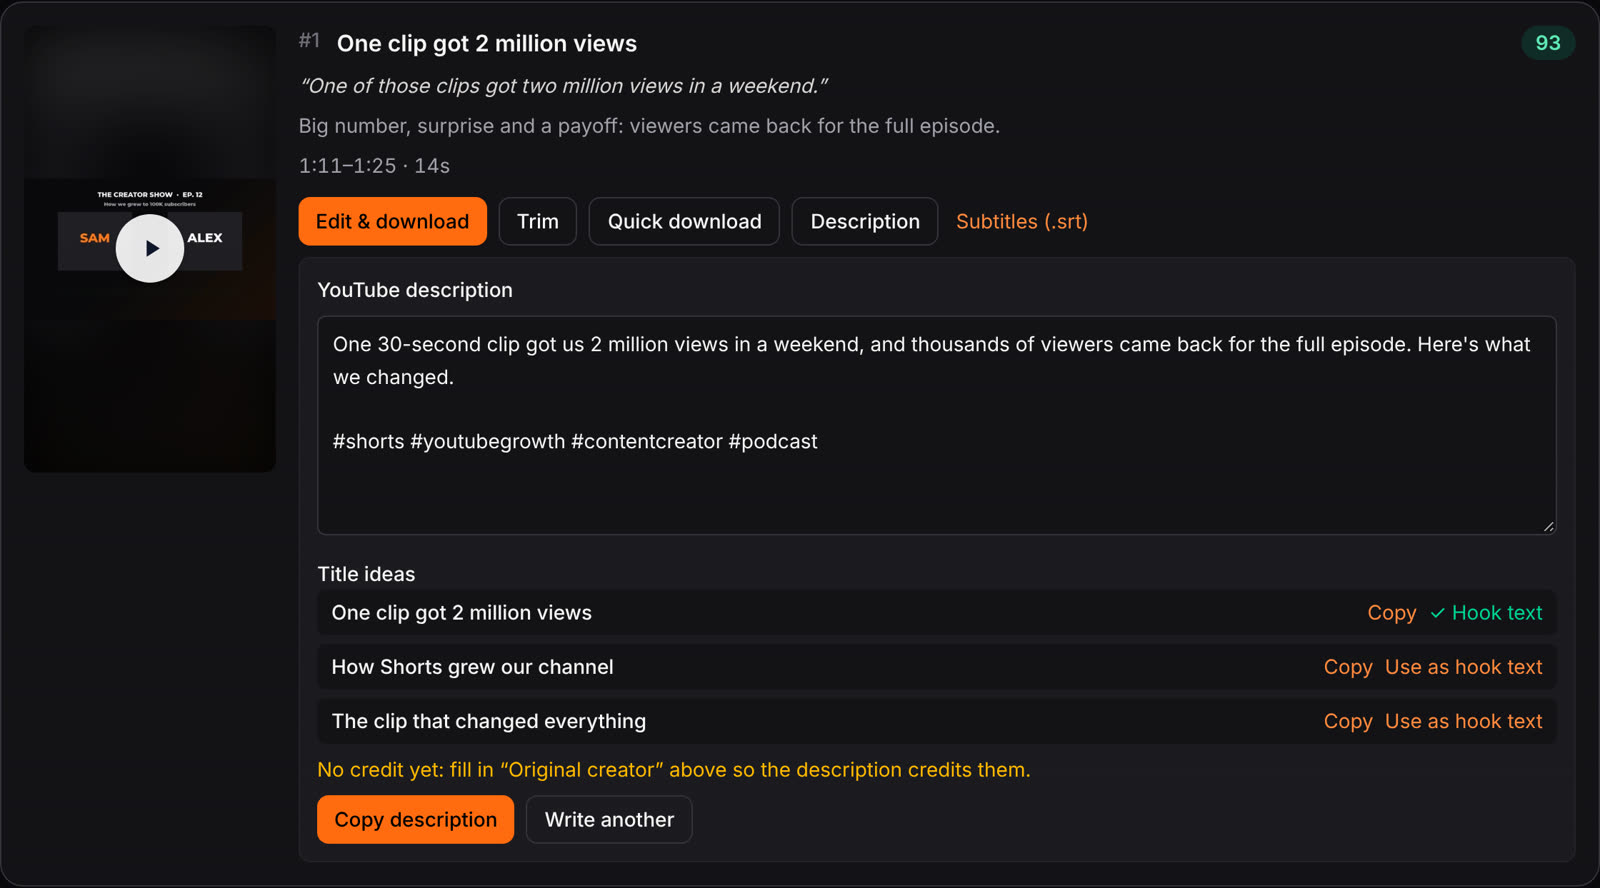 #1 One clip got 2 million views
93
“One of those clips got two million views in a weekend.”
Big number, surprise and a payoff: viewers came back for the full episode.
1:11–1:25 · 14s
THE CREATOR SHOW · EP. 12
How we grew to 100K subscribers
SAM
ALEX
Edit & download
Trim
Quick download
Description
Subtitles (.srt)
YouTube description
One 30-second clip got us 2 million views in a weekend, and thousands of viewers came back for the full episode. Here's what
we changed.
#shorts #youtubegrowth #contentcreator #podcast
Title ideas
One clip got 2 million views
Copy
✓ Hook text
How Shorts grew our channel
Copy
Use as hook text
The clip that changed everything
Copy
Use as hook text
No credit yet: fill in “Original creator” above so the description credits them.
Copy description
Write another